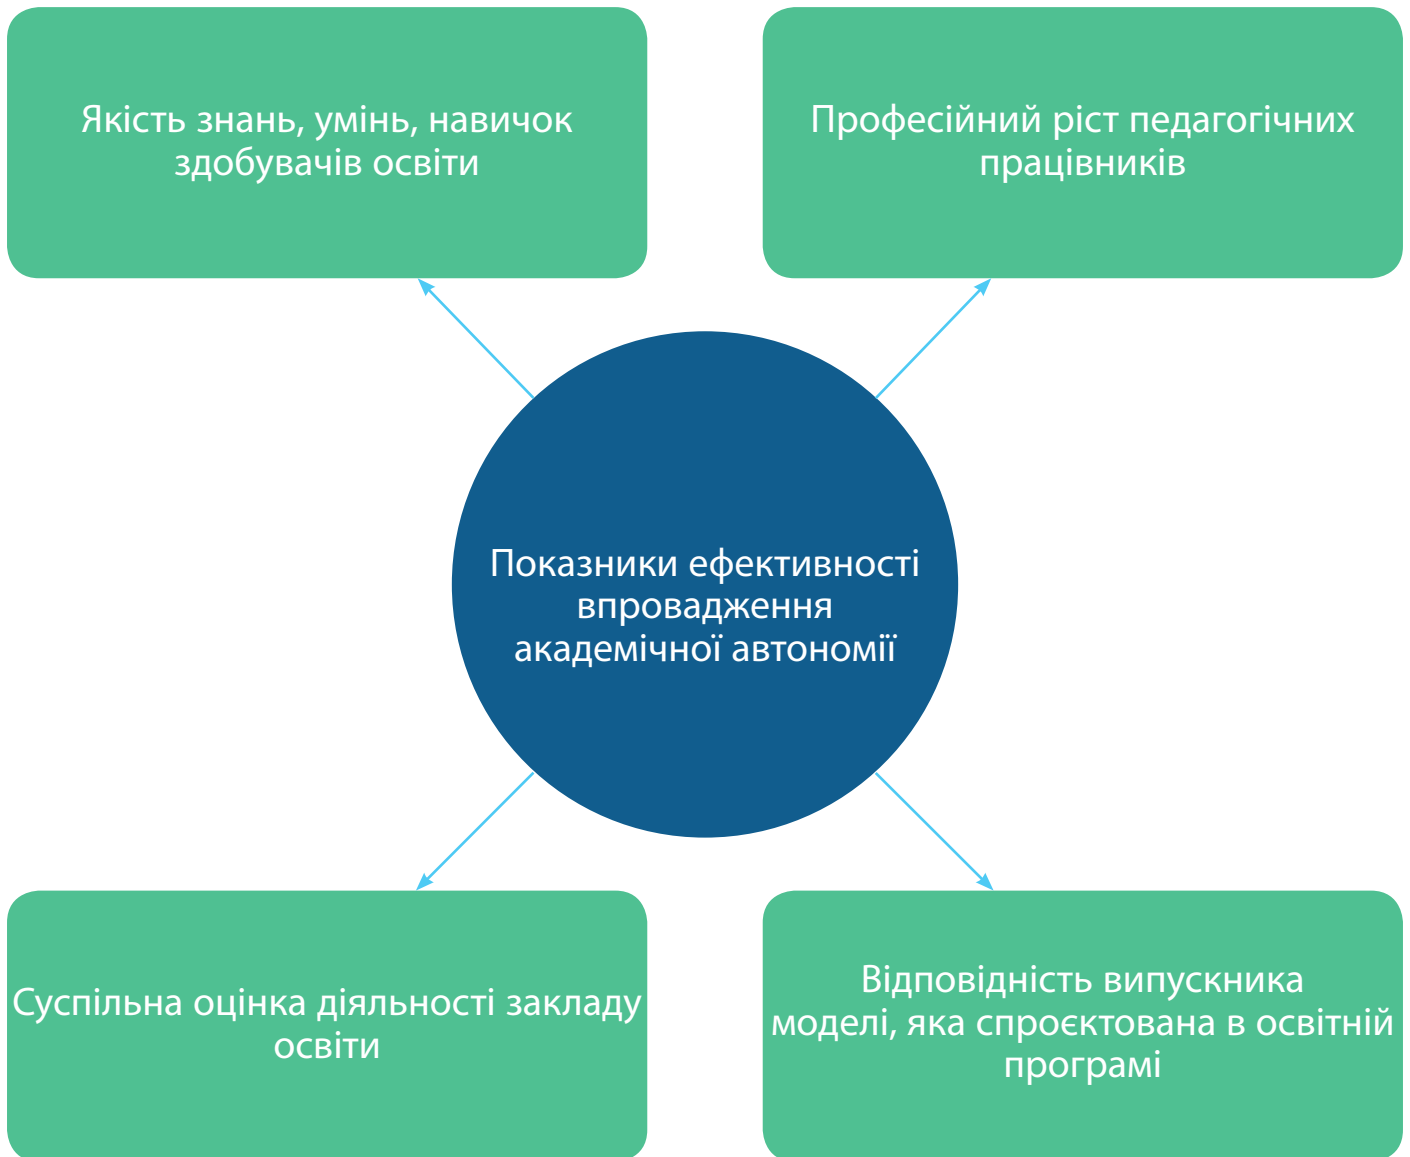 Якість знань, умінь, навичок
здобувачів освіти
Професійний ріст педагогічних
працівників
Показники ефективності
впровадження
академічної автономії
Суспільна оцінка діяльності закладу
освіти
Відповідність випускника
моделі, яка спроєктована в освітній
програмі